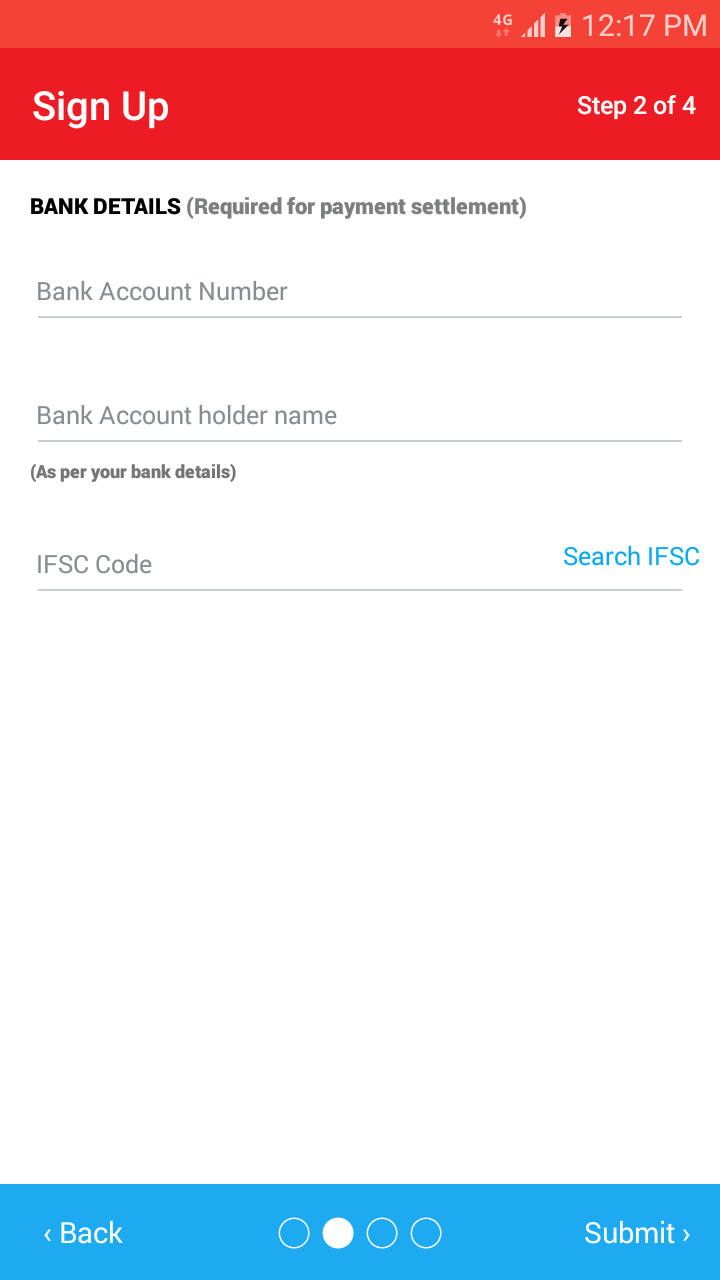 4G 12:17 PM
Sign Up Step 2 of 4
BANK DETAILS (Required for payment settlement)
Bank Account Number
Bank Account holder name
(As per your bank details)
IFSC Code Search IFSC
‹ Back Submit ›